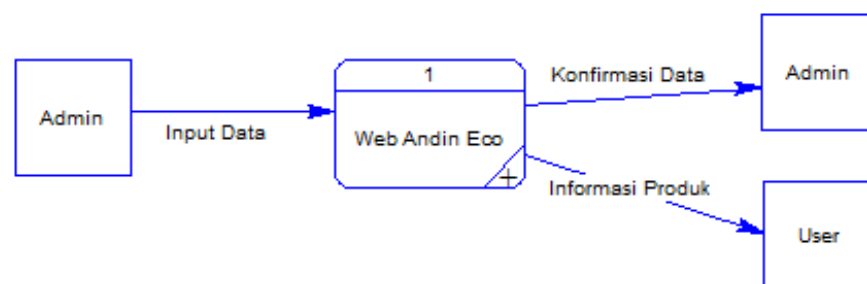 Admin
Input Data
1
Web Andin Eco
Konfirmasi Data
Informasi Produk
Admin
User